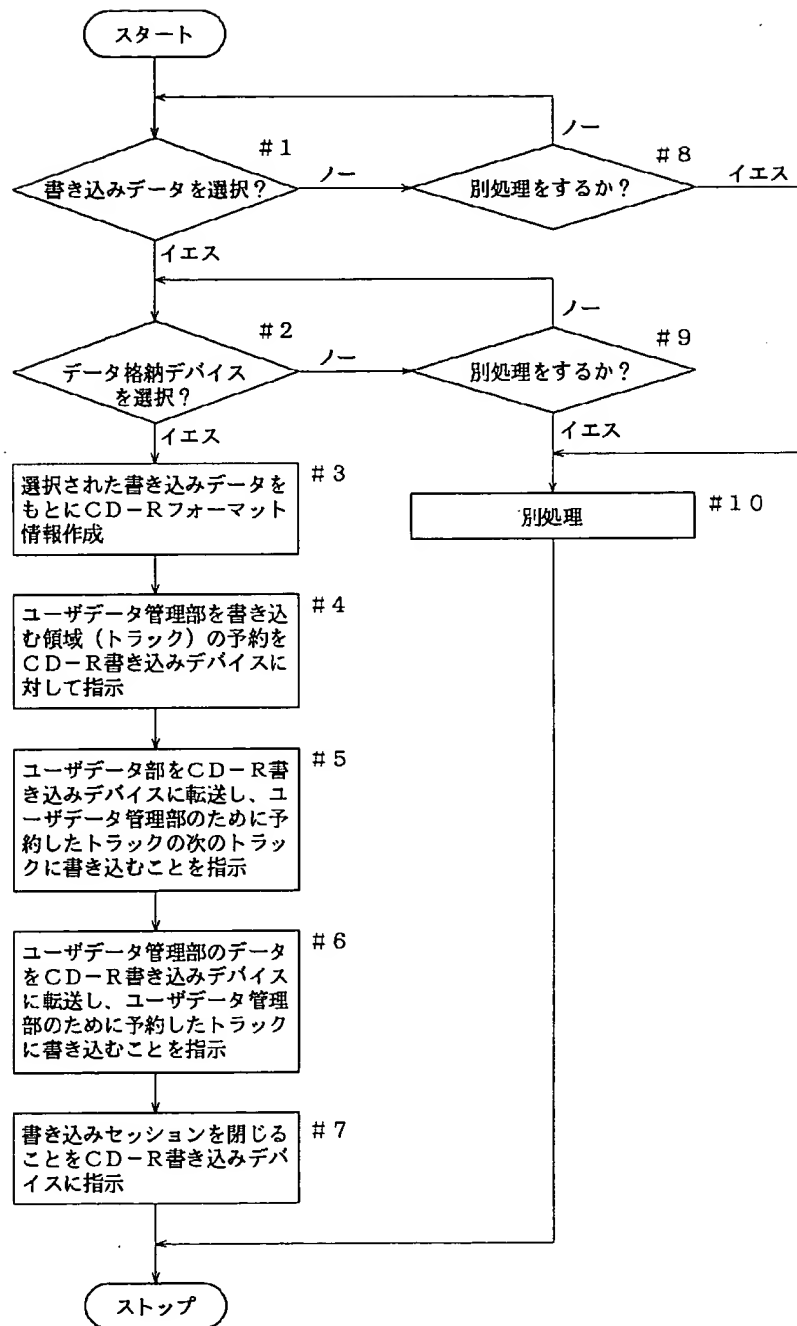 スタート
ノー
#1
#8
書き込みデータを選択?
ノー
別処理をするか?
イエス
イエス
ノー
#2
#9
データ格納デバイス
を選択?
ノー
別処理をするか?
イエス
イエス
選択された書き込みデータを
もとにCD-Rフォーマット
情報作成
#3
別処理
#10
ユーザデータ管理部を書き込
む領域(トラック)の予約を
CD-R書き込みデバイスに
対して指示
#4
ユーザデータ部をCD-R書
き込みデバイスに転送し、ユ
ーザデータ管理部のために予
約したトラックの次のトラッ
クに書き込むことを指示
#5
ユーザデータ管理部のデータ
をCD-R書き込みデバイス
に転送し、ユーザデータ管理
部のために予約したトラック
に書き込むことを指示
#6
書き込みセッションを閉じる
ことをCD-R書き込みデバ
イスに指示
#7
ストップ